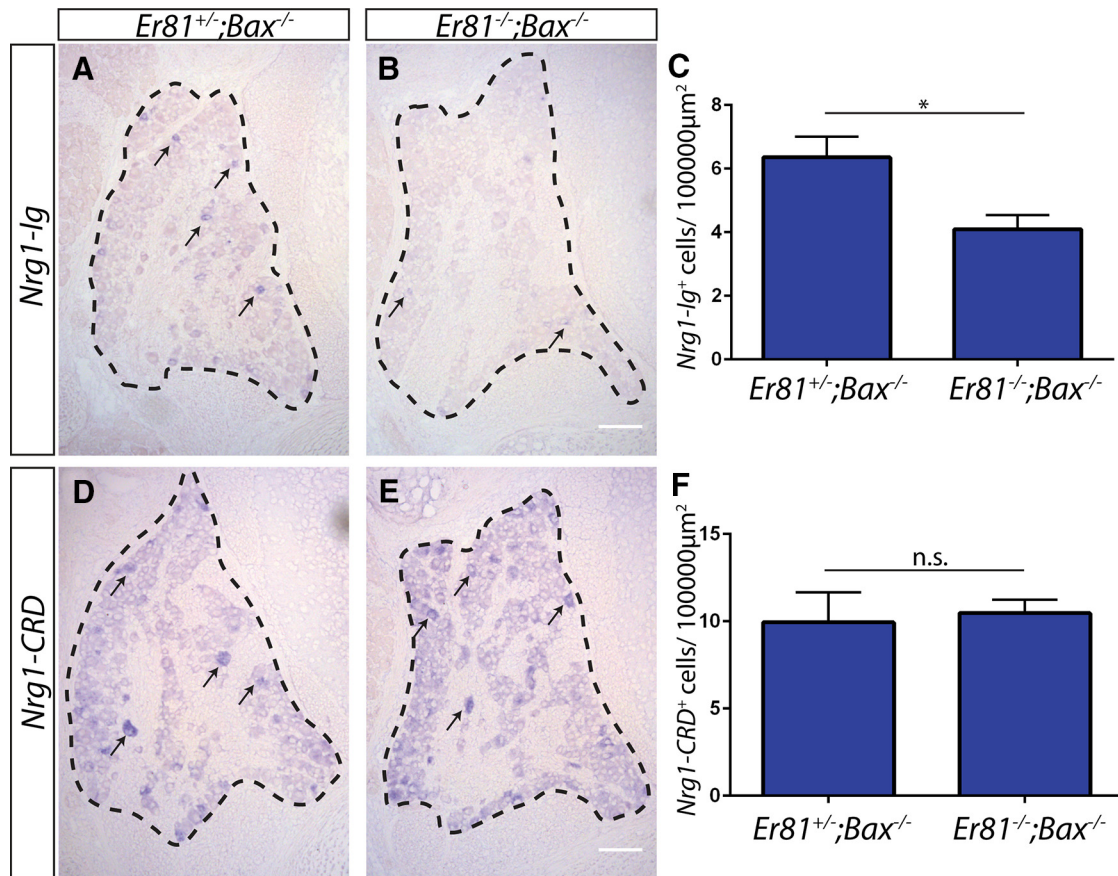 Er81+/-;Bax-/-
Er81-/-;Bax-/-
Nrg1-Ig
A
B
C
Nrg1-Ig+ cells/ 100000µm2
8
6
4
2
0
*
Er81+/-;Bax-/-
Er81-/-;Bax-/-
Nrg1-CRD
D
E
F
Nrg1-CRD+ cells/ 100000µm2
15
10
5
0
n.s.
Er81+/-;Bax-/-
Er81-/-;Bax-/-